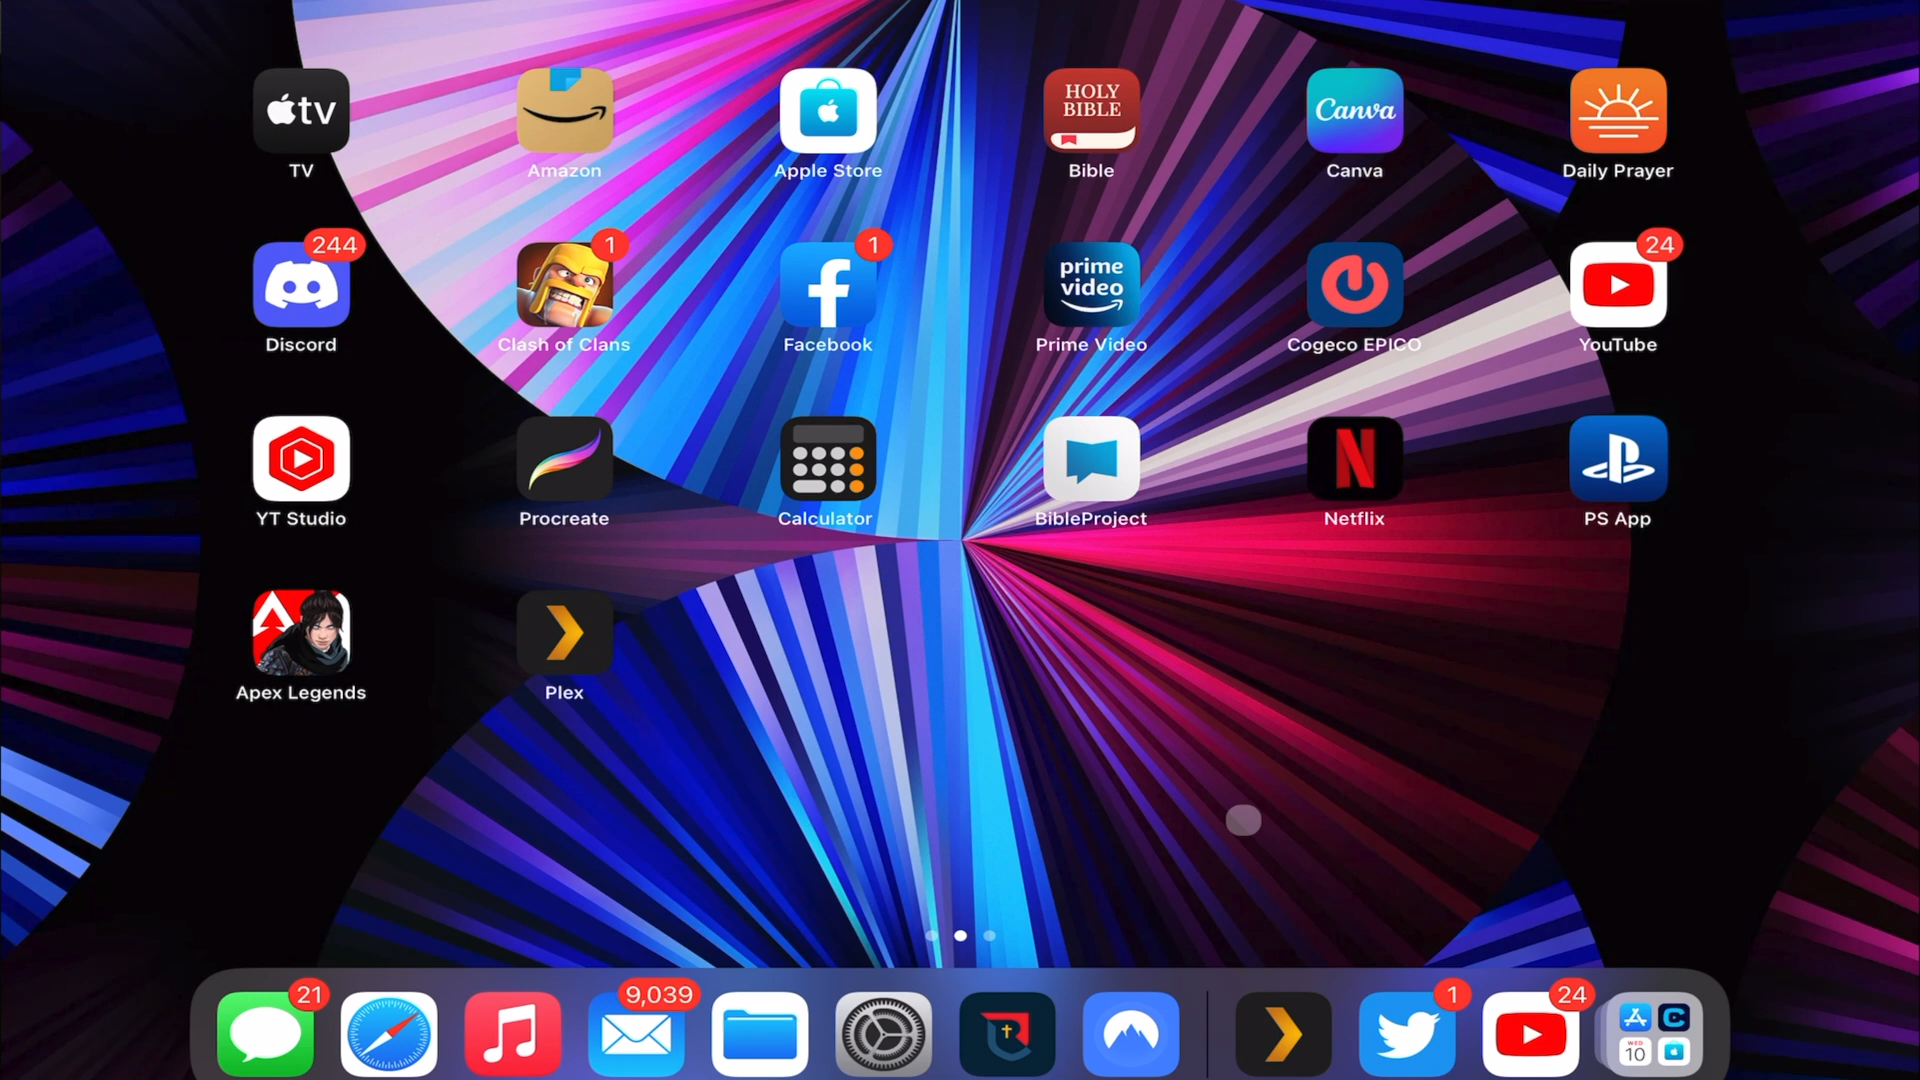 tv
TV
Amazon
Apple Store
HOLY
BIBLE
Bible
Canva
Canva
Daily Prayer
244
Discord
1
Clash of Clans
1
Facebook
prime
video
Prime Video
Cogeco EPICO
24
YouTube
YT Studio
Procreate
Calculator
BibleProject
N
Netflix
PS App
Apex Legends
Plex
21
9,039
1
24
WED
10